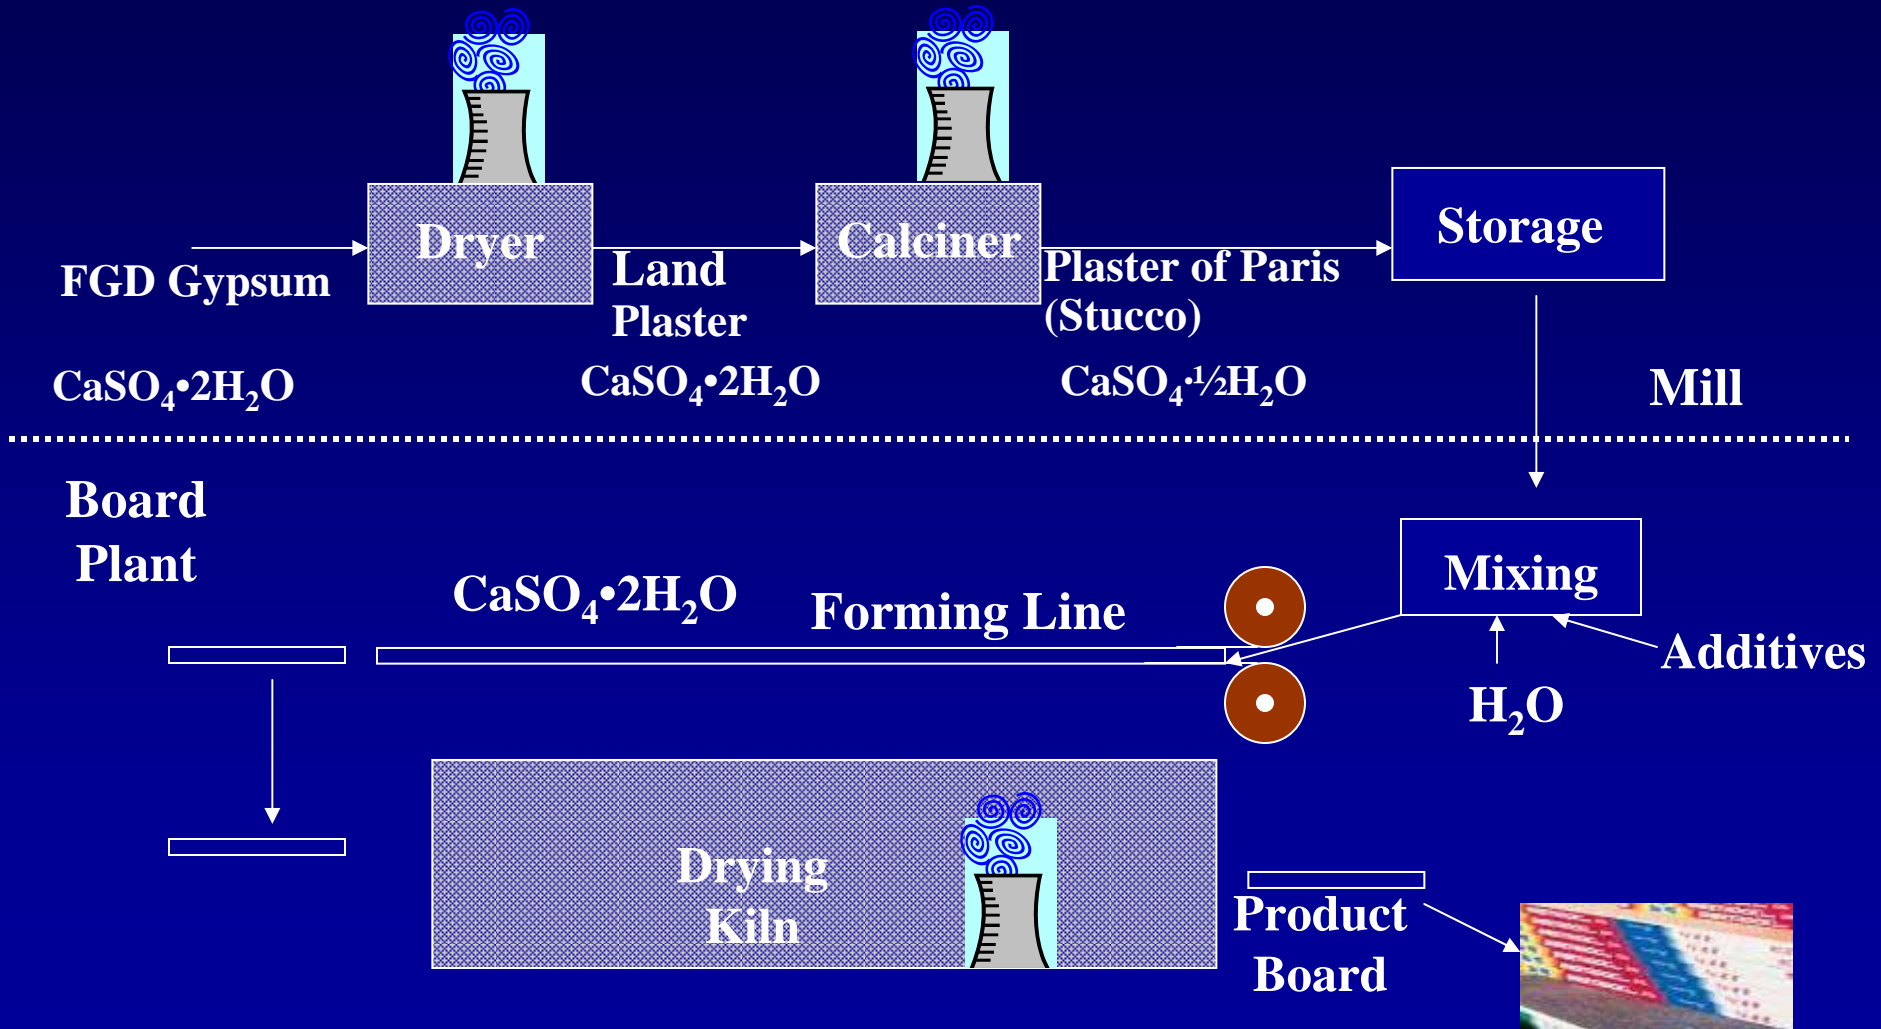 Dryer
Calciner
Storage
FGD Gypsum
Land
Plaster
Plaster of Paris
(Stucco)
CaSO₄•2H₂O
CaSO₄•2H₂O
CaSO₄·½H₂O
Mill
Board
Plant
CaSO₄•2H₂O
Forming Line
Mixing
Additives
H₂O
Drying
Kiln
Product
Board